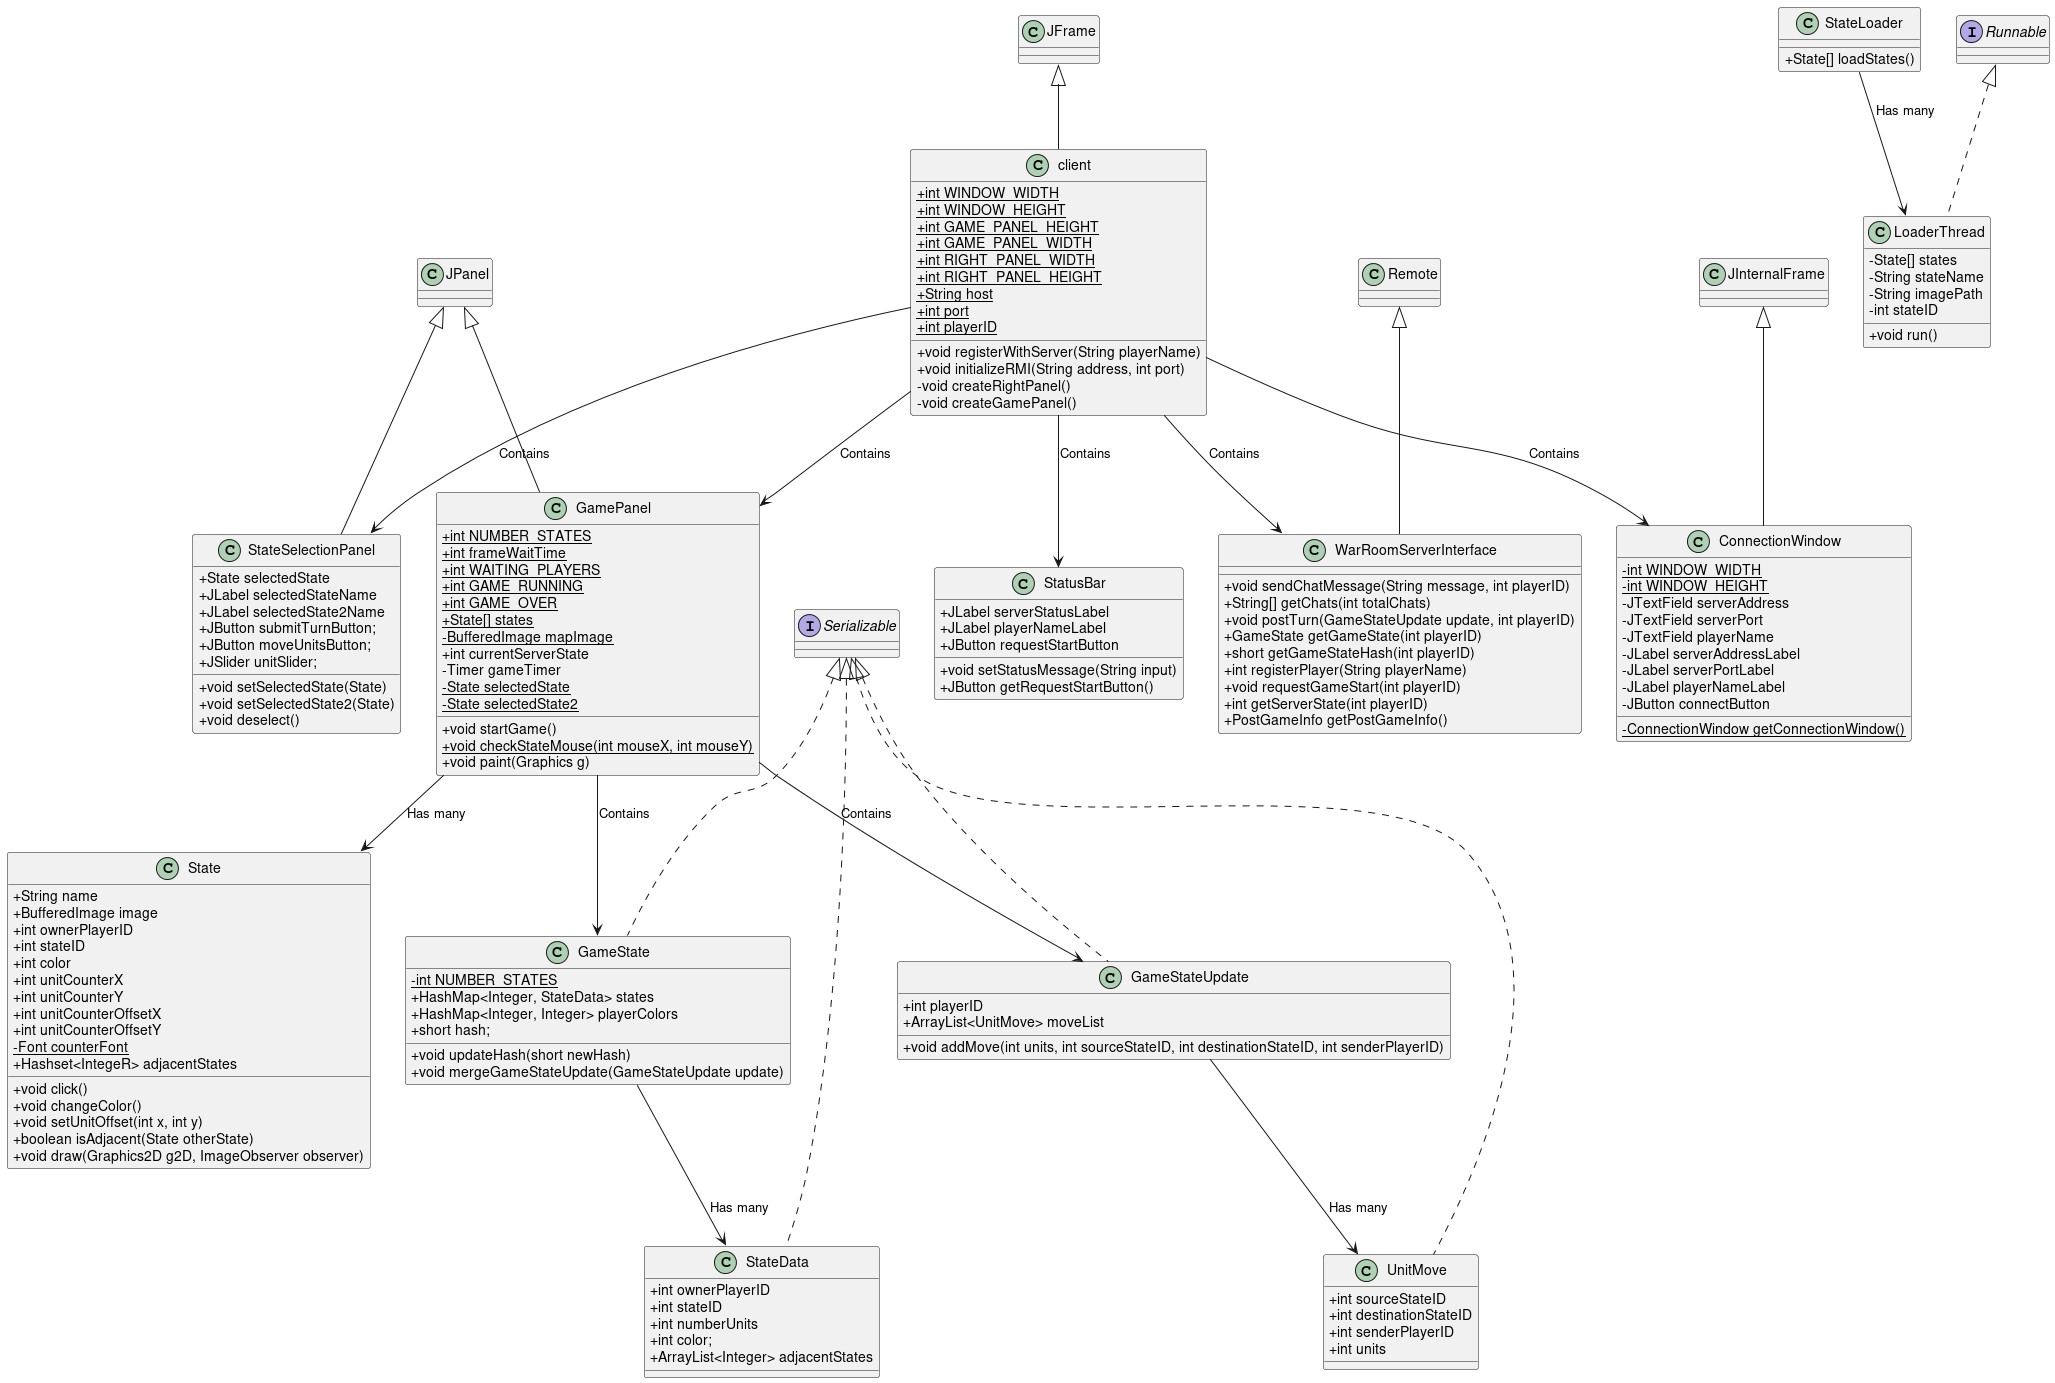 C JFrame
C StateLoader
+State[] loadStates()
I Runnable
Has many
C client
+int WINDOW_WIDTH
+int WINDOW_HEIGHT
+int GAME_PANEL_HEIGHT
+int GAME_PANEL_WIDTH
+int RIGHT_PANEL_WIDTH
+int RIGHT_PANEL_HEIGHT
+String host
+int port
+int playerID
+void registerWithServer(String playerName)
+void initializeRMI(String address, int port)
-void createRightPanel()
-void createGamePanel()
C LoaderThread
-State[] states
-String stateName
-String imagePath
-int stateID
+void run()
C JPanel
C Remote
C JInternalFrame
Contains
Contains
Contains
Contains
Contains
C StateSelectionPanel
+State selectedState
+JLabel selectedStateName
+JLabel selectedState2Name
+JButton submitTurnButton;
+JButton moveUnitsButton;
+JSlider unitSlider;
+void setSelectedState(State)
+void setSelectedState2(State)
+void deselect()
C GamePanel
+int NUMBER_STATES
+int frameWaitTime
+int WAITING_PLAYERS
+int GAME_RUNNING
+int GAME_OVER
+State[] states
-BufferedImage mapImage
+int currentServerState
-Timer gameTimer
-State selectedState
-State selectedState2
+void startGame()
+void checkStateMouse(int mouseX, int mouseY)
+void paint(Graphics g)
I Serializable
C StatusBar
+JLabel serverStatusLabel
+JLabel playerNameLabel
+JButton requestStartButton
+void setStatusMessage(String input)
+JButton getRequestStartButton()
C WarRoomServerInterface
+void sendChatMessage(String message, int playerID)
+String[] getChats(int totalChats)
+void postTurn(GameStateUpdate update, int playerID)
+GameState getGameState(int playerID)
+short getGameStateHash(int playerID)
+int registerPlayer(String playerName)
+void requestGameStart(int playerID)
+int getServerState(int playerID)
+PostGameInfo getPostGameInfo()
C ConnectionWindow
-int WINDOW_WIDTH
-int WINDOW_HEIGHT
-JTextField serverAddress
-JTextField serverPort
-JTextField playerName
-JLabel serverAddressLabel
-JLabel serverPortLabel
-JLabel playerNameLabel
-JButton connectButton
-ConnectionWindow getConnectionWindow()
Has many
Contains
Contains
C State
+String name
+BufferedImage image
+int ownerPlayerID
+int stateID
+int color
+int unitCounterX
+int unitCounterY
+int unitCounterOffsetX
+int unitCounterOffsetY
-Font counterFont
+Hashset<IntegeR> adjacentStates
+void click()
+void changeColor()
+void setUnitOffset(int x, int y)
+boolean isAdjacent(State otherState)
+void draw(Graphics2D g2D, ImageObserver observer)
C GameState
-int NUMBER_STATES
+HashMap<Integer, StateData> states
+HashMap<Integer, Integer> playerColors
+short hash;
+void updateHash(short newHash)
+void mergeGameStateUpdate(GameStateUpdate update)
C GameStateUpdate
+int playerID
+ArrayList<UnitMove> moveList
+void addMove(int units, int sourceStateID, int destinationStateID, int senderPlayerID)
Has many
Has many
C StateData
+int ownerPlayerID
+int stateID
+int numberUnits
+int color;
+ArrayList<Integer> adjacentStates
C UnitMove
+int sourceStateID
+int destinationStateID
+int senderPlayerID
+int units